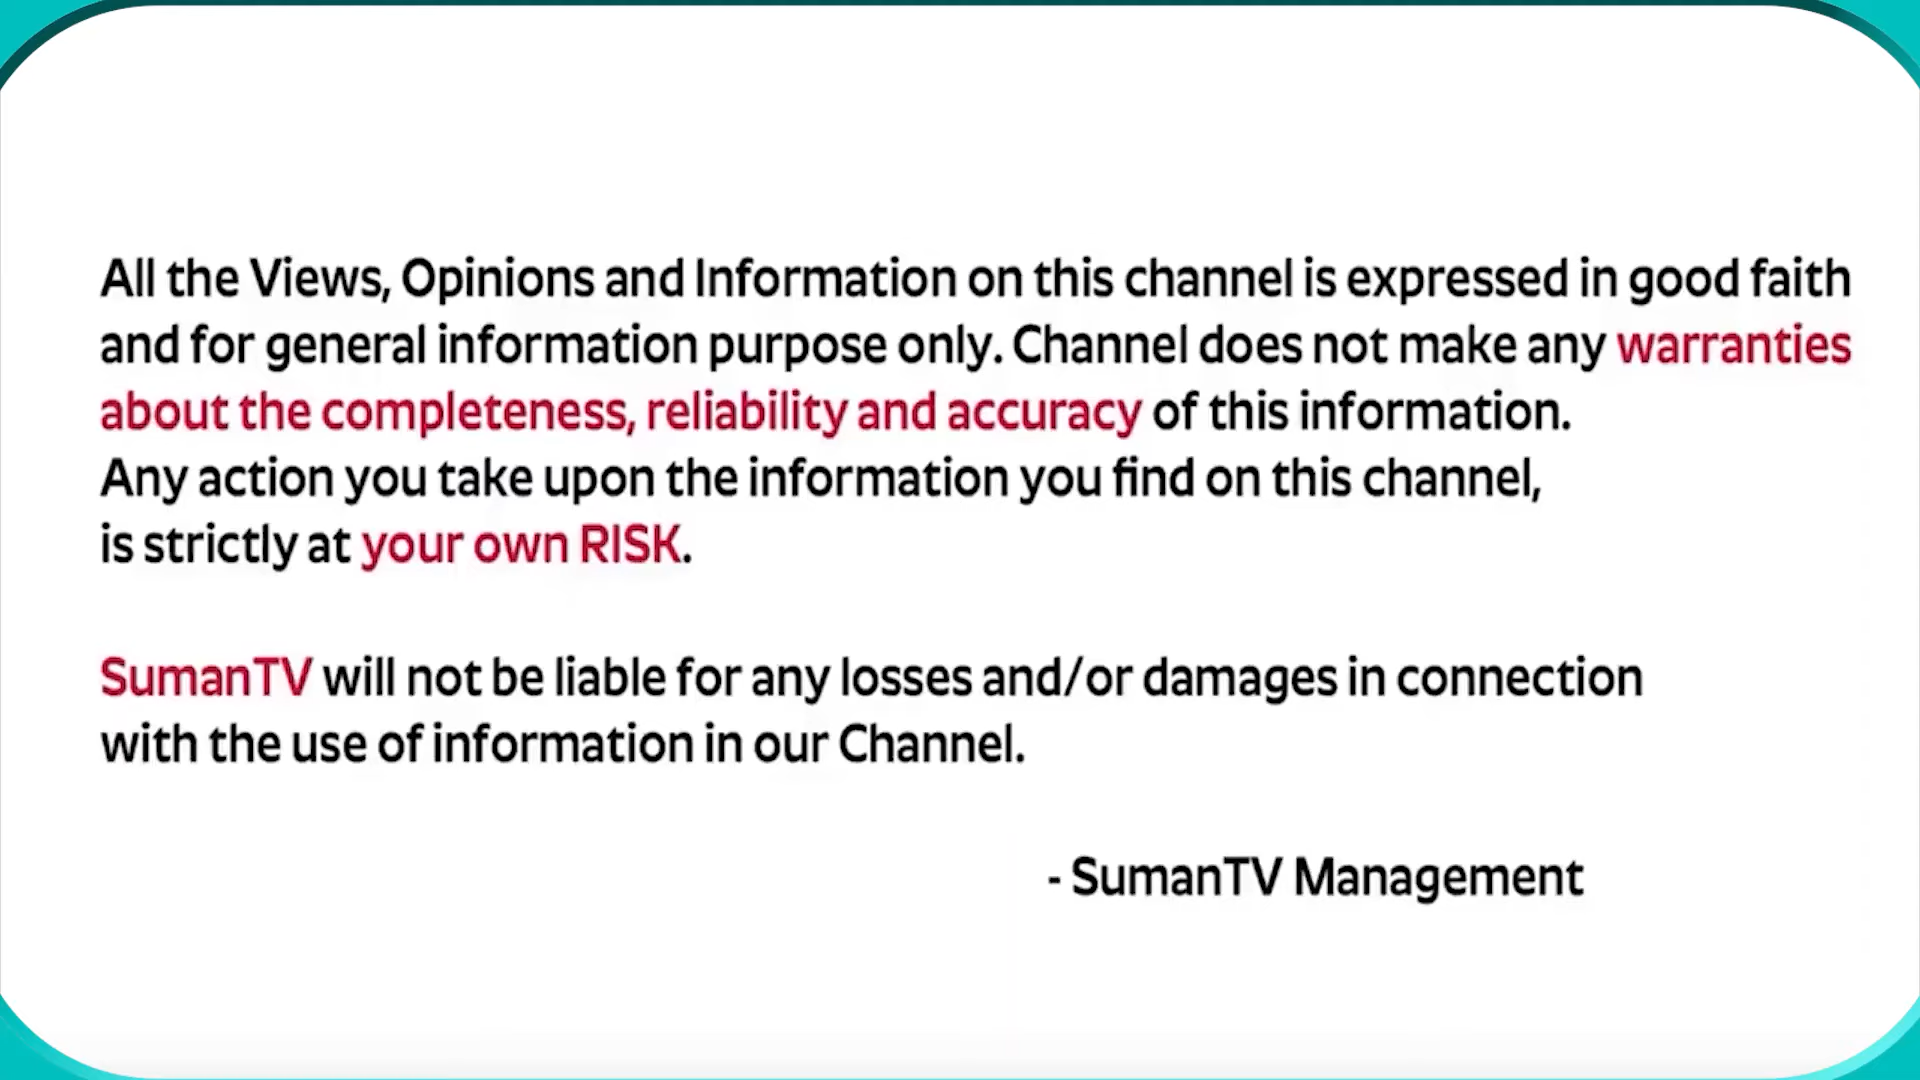 All the Views, Opinions and Information on this channel is expressed in good faith
and for general information purpose only. Channel does not make any warranties
about the completeness, reliability and accuracy of this information.
Any action you take upon the information you find on this channel,
is strictly at your own RISK.
SumanTV will not be liable for any losses and/or damages in connection
with the use of information in our Channel.
- SumanTV Management